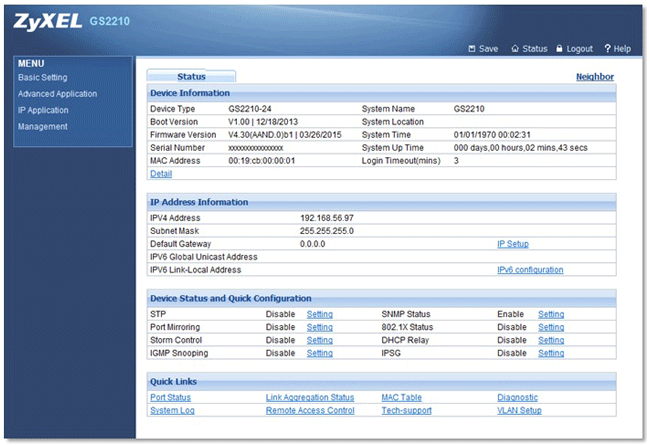 ZyXEL GS2210
Save Status Logout Help
MENU
Basic Setting
Advanced Application
IP Application
Management
Status Neighbor
Device Information
Device Type GS2210-24 System Name GS2210
Boot Version V1.00 | 12/18/2013 System Location
Firmware Version V4.30(AAND.0)b1 | 03/26/2015 System Time 01/01/1970 00:02:31
Serial Number xxxxxxxxxxxxxxxx System Up Time 000 days,00 hours,02 mins,43 secs
MAC Address 00:19:cb:00:00:01 Login Timeout(mins) 3
Detail
IP Address Information
IPV4 Address 192.168.56.97
Subnet Mask 255.255.255.0
Default Gateway 0.0.0.0 IP Setup
IPV6 Global Unicast Address
IPV6 Link-Local Address IPv6 configuration
Device Status and Quick Configuration
STP Disable Setting SNMP Status Enable Setting
Port Mirroring Disable Setting 802.1X Status Disable Setting
Storm Control Disable Setting DHCP Relay Disable Setting
IGMP Snooping Disable Setting IPSG Disable Setting
Quick Links
Port Status Link Aggregation Status MAC Table Diagnostic
System Log Remote Access Control Tech-support VLAN Setup